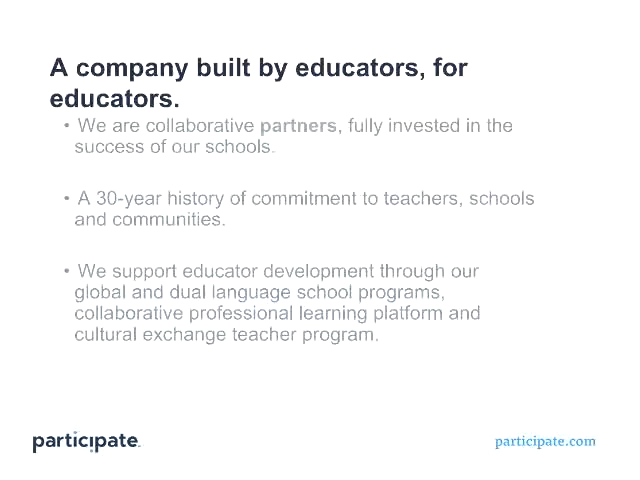 A company built by educators, for
educators.
• We are collaborative partners, fully invested in the
success of our schools.
• A 30-year history of commitment to teachers, schools
and communities.
• We support educator development through our
global and dual language school programs,
collaborative professional learning platform and
cultural exchange teacher program.
participate.
participate.com